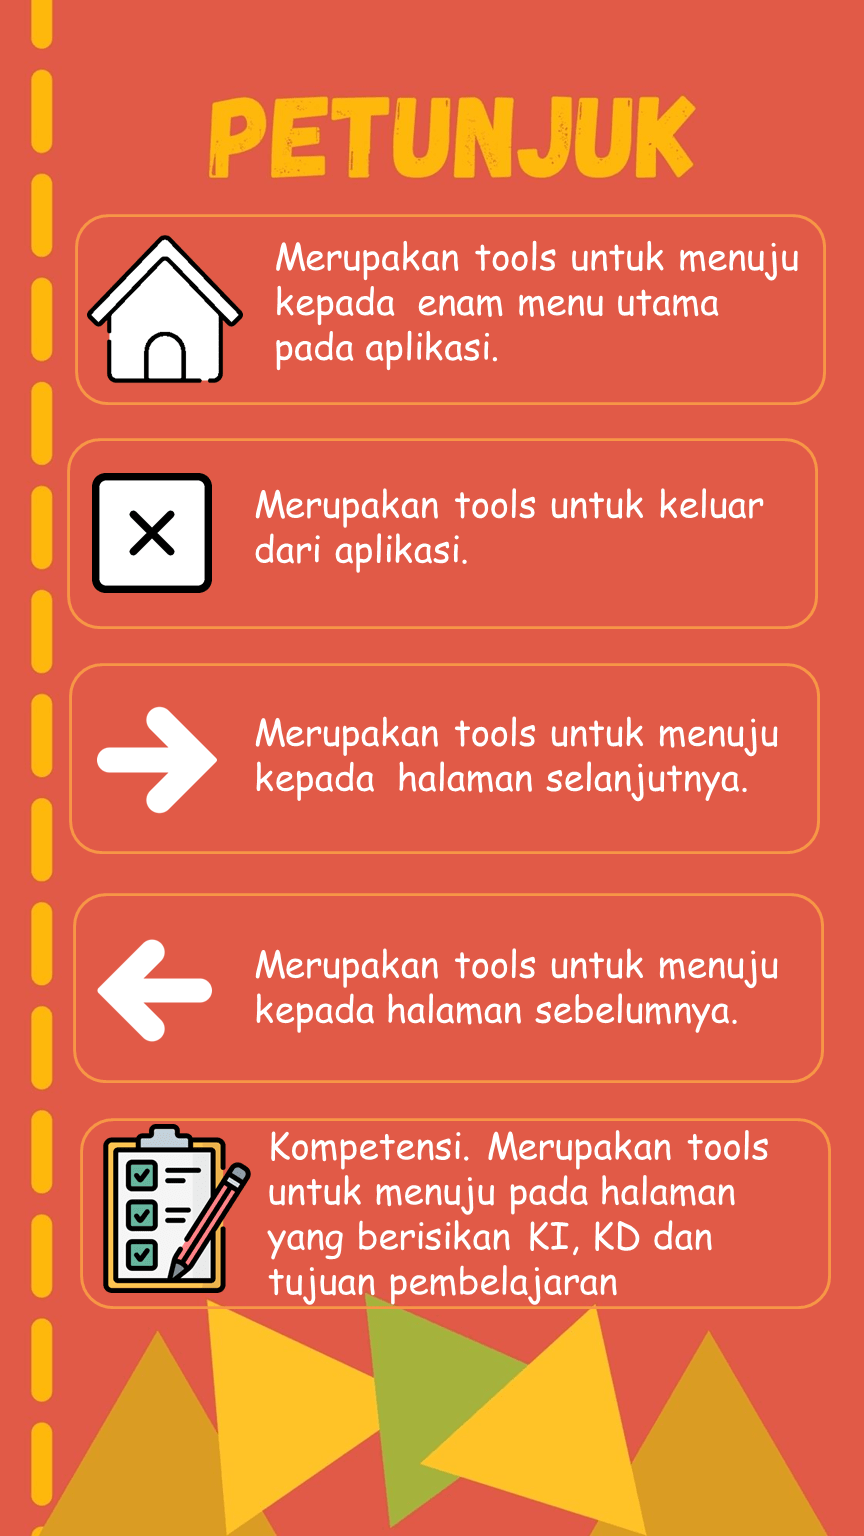 PETUNJUK
Merupakan tools untuk menuju
kepada enam menu utama
pada aplikasi.
Merupakan tools untuk keluar
dari aplikasi.
Merupakan tools untuk menuju
kepada halaman selanjutnya.
Merupakan tools untuk menuju
kepada halaman sebelumnya.
Kompetensi. Merupakan tools
untuk menuju pada halaman
yang berisikan KI, KD dan
tujuan pembelajaran